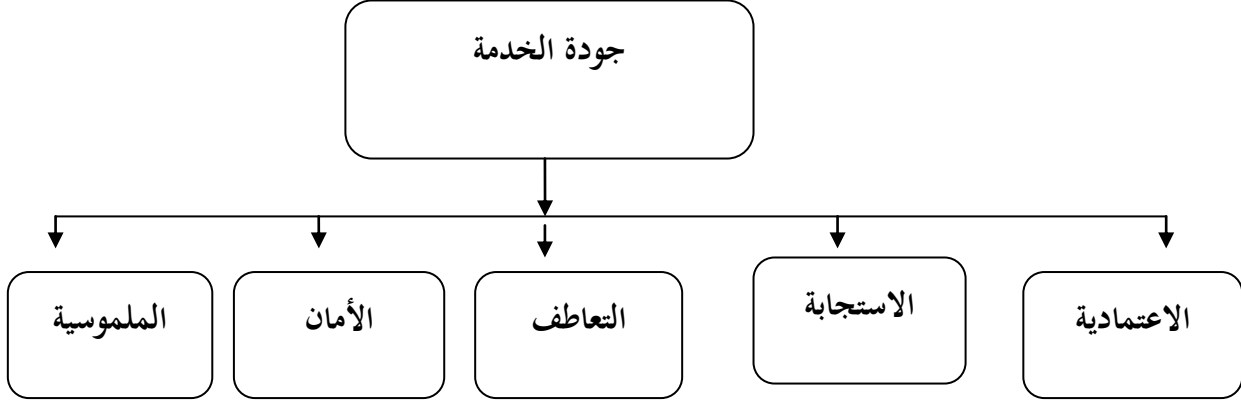 جودة الخدمة
الاعتمادية
الاستجابة
التعاطف
الأمان
الملموسية